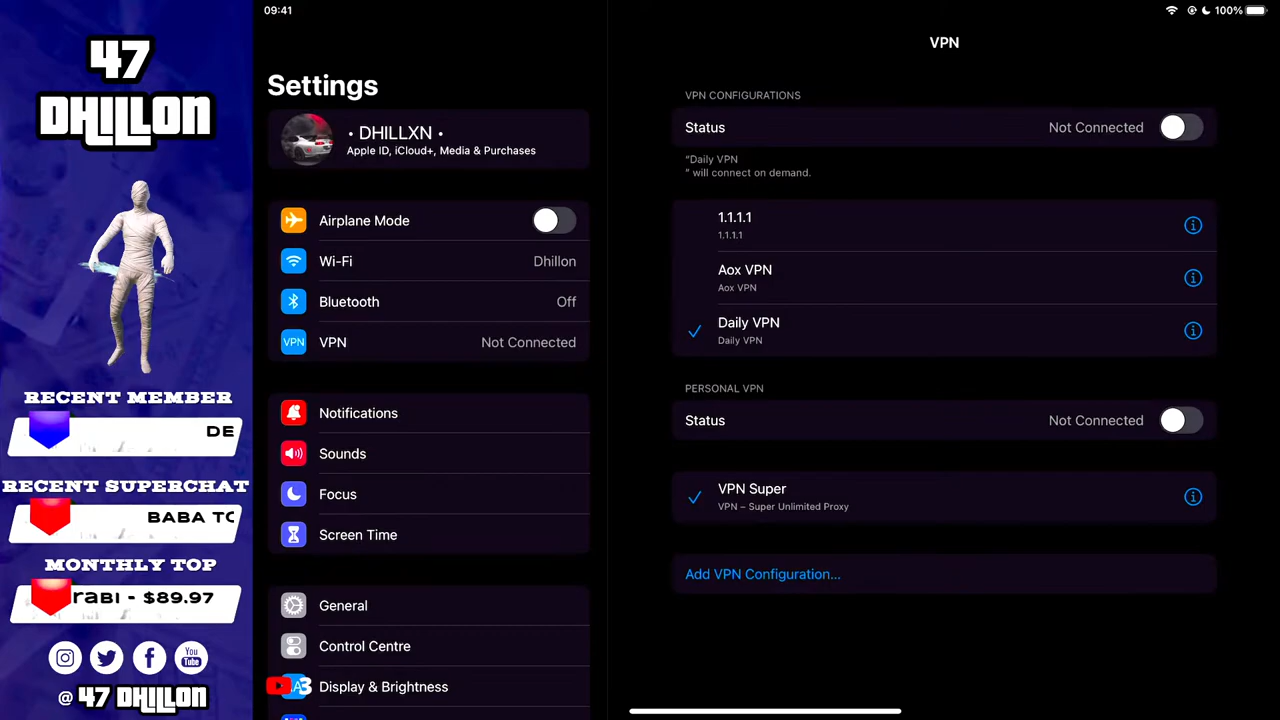 47
DHILLON
RECENT MEMBER
DE
RECENT SUPERCHAT
BABA TO
MONTHLY TOP
rabi - $89.97
You
Tube
@ 47 DHILLON
09:41
Settings
• DHILLXN •
Apple ID, iCloud+, Media & Purchases
Airplane Mode
Wi-Fi Dhillon
Bluetooth Off
VPN VPN Not Connected
Notifications
Sounds
Focus
Screen Time
General
Control Centre
3 Display & Brightness
100%
VPN
VPN CONFIGURATIONS
Status Not Connected
"Daily VPN
" will connect on demand.
1.1.1.1
1.1.1.1
Aox VPN
Aox VPN
Daily VPN
Daily VPN
PERSONAL VPN
Status Not Connected
VPN Super
VPN – Super Unlimited Proxy
Add VPN Configuration...